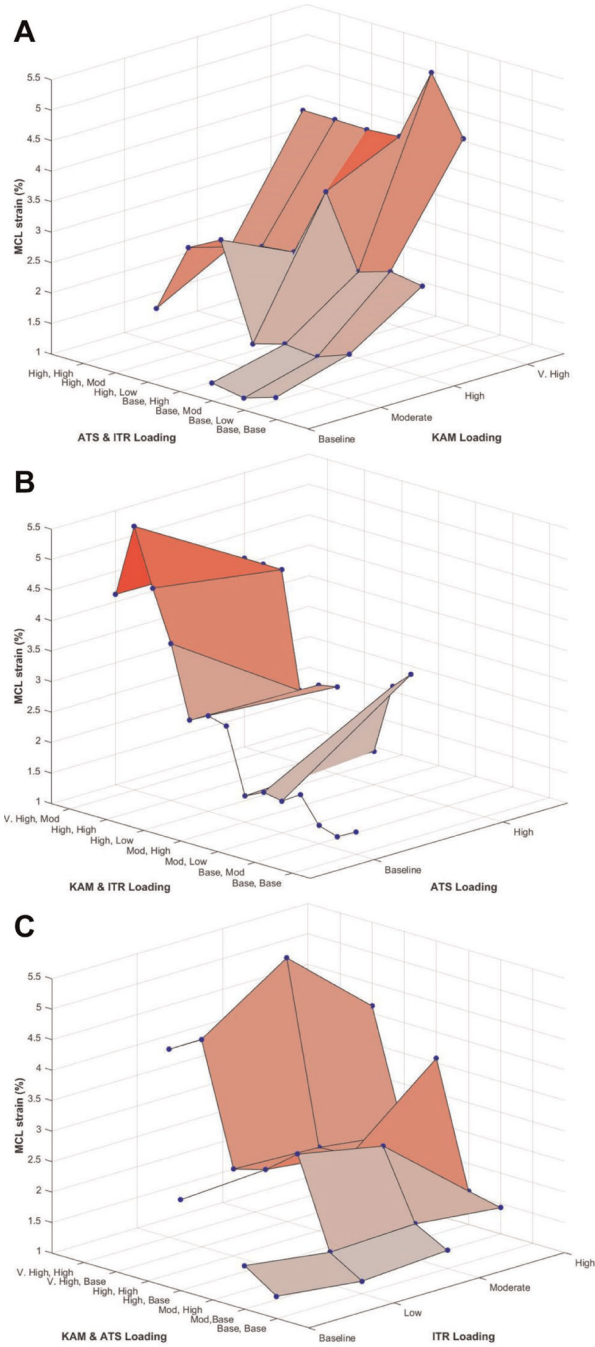 A
5.5
5
4.5
4
3.5
3
2.5
2
1.5
1
MCL strain (%)
High, High
High, Mod
High, Low
Base, High
Base, Mod
Base, Low
Base, Base
ATS & ITR Loading
Baseline
Moderate
High
V. High
KAM Loading
B
5.5
5
4.5
4
3.5
3
2.5
2
1.5
1
MCL strain (%)
V. High, Mod
High, High
High, Low
Mod, High
Mod, Low
Base, Mod
Base, Base
KAM & ITR Loading
Baseline
High
ATS Loading
C
5.5
5
4.5
4
3.5
3
2.5
2
1.5
1
MCL strain (%)
V. High, High
V. High, Base
High, High
High, Base
Mod, High
Mod,Base
Base, Base
KAM & ATS Loading
Baseline
Low
Moderate
High
ITR Loading